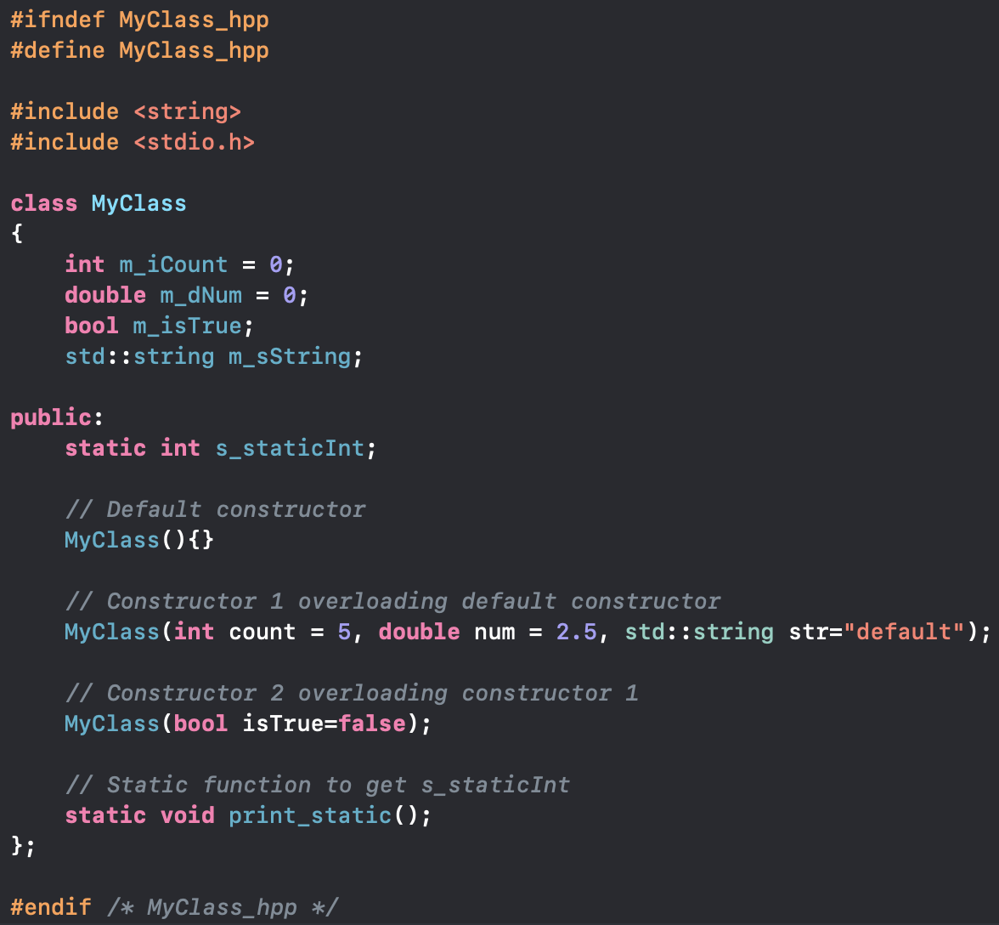 #ifndef MyClass_hpp
#define MyClass_hpp

#include <string>
#include <stdio.h>

class MyClass
{
    int m_iCount = 0;
    double m_dNum = 0;
    bool m_isTrue;
    std::string m_sString;

public:
    static int s_staticInt;

    // Default constructor
    MyClass(){}

    // Constructor 1 overloading default constructor
    MyClass(int count = 5, double num = 2.5, std::string str="default");

    // Constructor 2 overloading constructor 1
    MyClass(bool isTrue=false);

    // Static function to get s_staticInt
    static void print_static();
};

#endif /* MyClass_hpp */